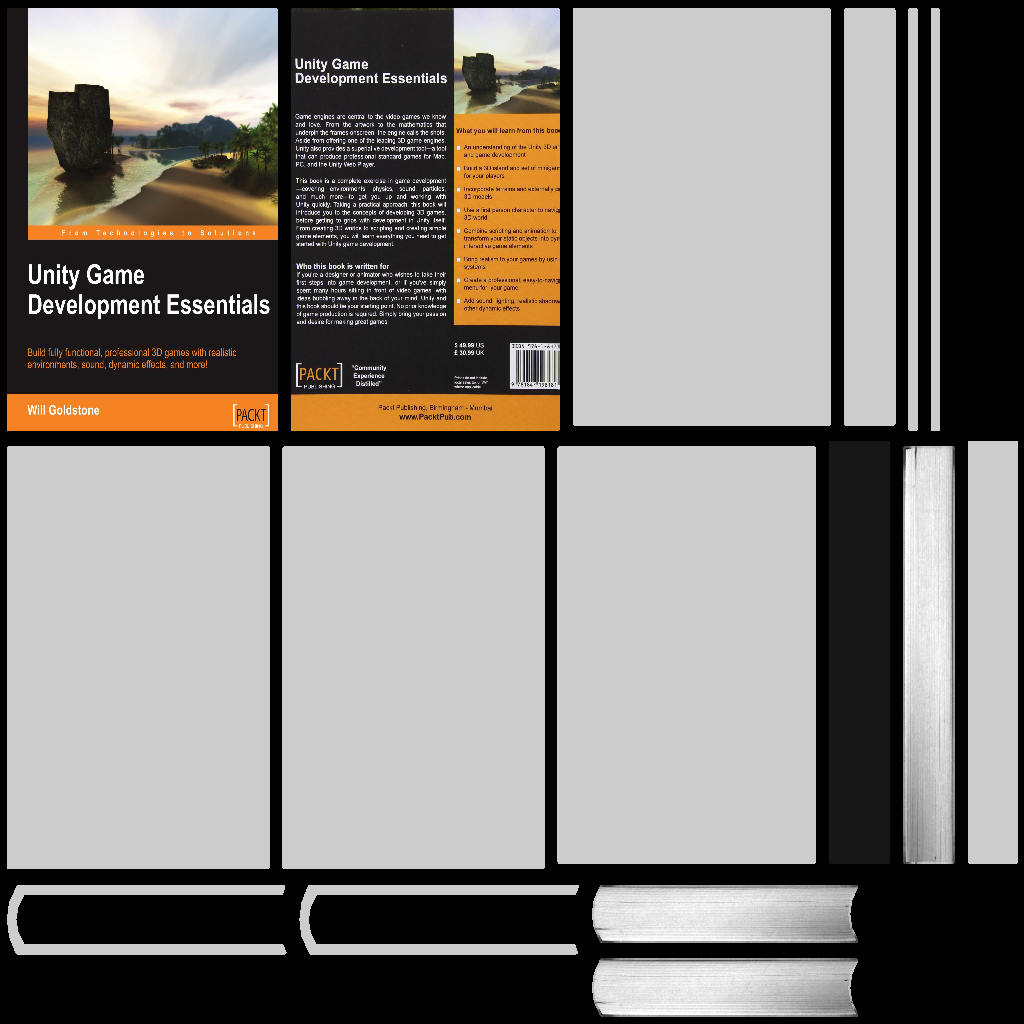 From Technologies to Solutions
Unity Game
Development Essentials
Build fully functional, professional 3D games with realistic
environments, sound, dynamic effects, and more!
Will Goldstone
PACKT
PUBLISHING
Unity Game
Development Essentials
Game engines are central to the video games we know
and love. From the artwork to the mathematics that
underpin the frames onscreen, the engine calls the shots.
Aside from offering one of the leading 3D game engines,
Unity also provides a superlative development tool—a tool
that can produce professional standard games for Mac,
PC, and the Unity Web Player.
This book is a complete exercise in game development
—covering environments, physics, sound, particles,
and much more—to get you up and working with
Unity quickly. Taking a practical approach, this book will
introduce you to the concepts of developing 3D games,
before getting to grips with development in Unity itself.
From creating 3D worlds to scripting and creating simple
game elements, you will learn everything you need to get
started with Unity game development.
Who this book is written for
If you're a designer or animator who wishes to take their
first steps into game development, or if you've simply
spent many hours sitting in front of video games, with
ideas bubbling away in the back of your mind, Unity and
this book should be your starting point. No prior knowledge
of game production is required. Simply bring your passion
and desire for making great games.
PACKT
PUBLISHING
"Community
Experience
Distilled"
What you will learn from this boo
An understanding of the Unity 3D
and game development
Build a 3D island and set of
for your players
Incorporate terrains and externally
3D models
Use a first person character to
3D world
Combine scripting and animation to
transform your static objects into
interactive game elements
Bring realism to your games by
systems
Create a professional, easy-to-
menu for your game
Add sound, lighting, realistic
other dynamic effects
$ 49.99 US
£ 30.99 UK
Packt Publishing, Birmingham - Mumbai
www.PacktPub.com